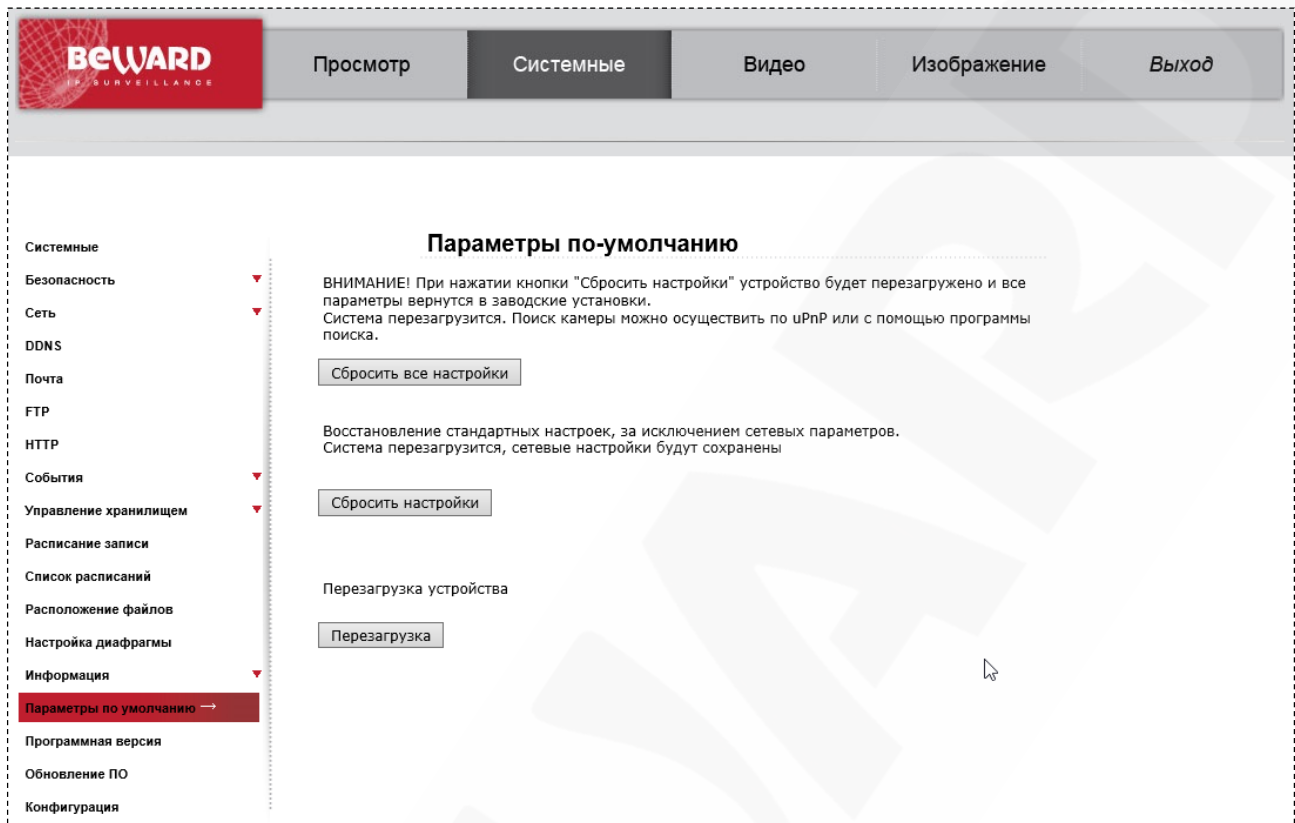 BEWARD
IP SURVEILLANCE
Просмотр
Системные
Видео
Изображение
Выход
Системные
Безопасность
Сеть
DDNS
Почта
FTP
HTTP
События
Управление хранилищем
Расписание записи
Список расписаний
Расположение файлов
Настройка диафрагмы
Информация
Параметры по умолчанию →
Программная версия
Обновление ПО
Конфигурация
Параметры по-умолчанию
ВНИМАНИЕ! При нажатии кнопки "Сбросить настройки" устройство будет перезагружено и все
параметры вернутся в заводские установки.
Система перезагрузится. Поиск камеры можно осуществить по uPnP или с помощью программы
поиска.
Сбросить все настройки
Восстановление стандартных настроек, за исключением сетевых параметров.
Система перезагрузится, сетевые настройки будут сохранены
Сбросить настройки
Перезагрузка устройства
Перезагрузка